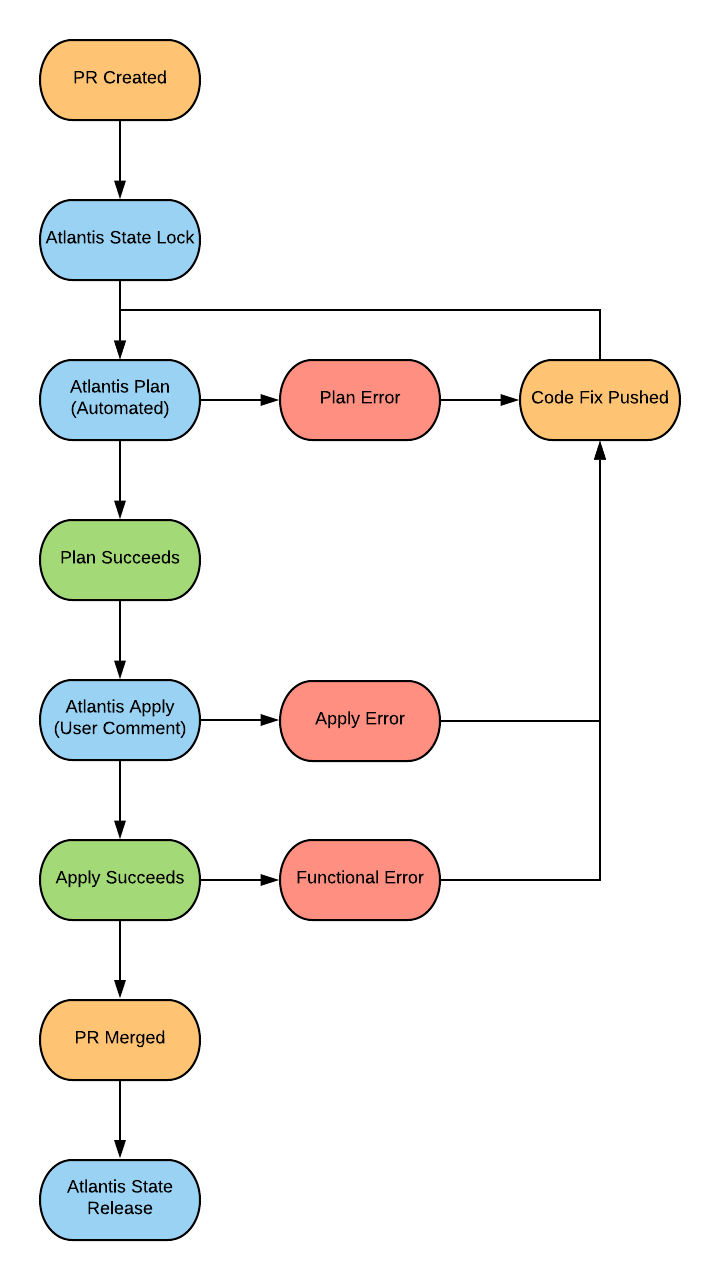 PR Created
Atlantis State Lock
Atlantis Plan
(Automated)
Plan Error
Code Fix Pushed
Plan Succeeds
Atlantis Apply
(User Comment)
Apply Error
Apply Succeeds
Functional Error
PR Merged
Atlantis State
Release